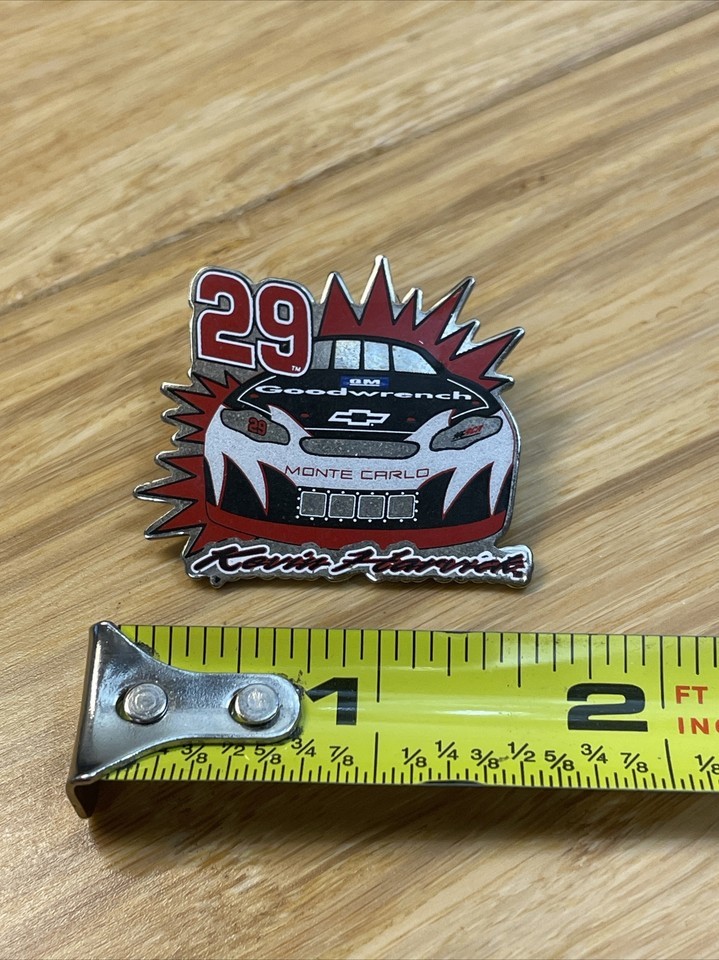 29
TM
GM
Goodwrench
29
MONTE CARLO
Kevin Harvick
1 2 FT
IN
3/8 1/2 5/8 3/4 7/8 1/8 1/4 3/8 1/2 5/8 3/4 7/8 1/8